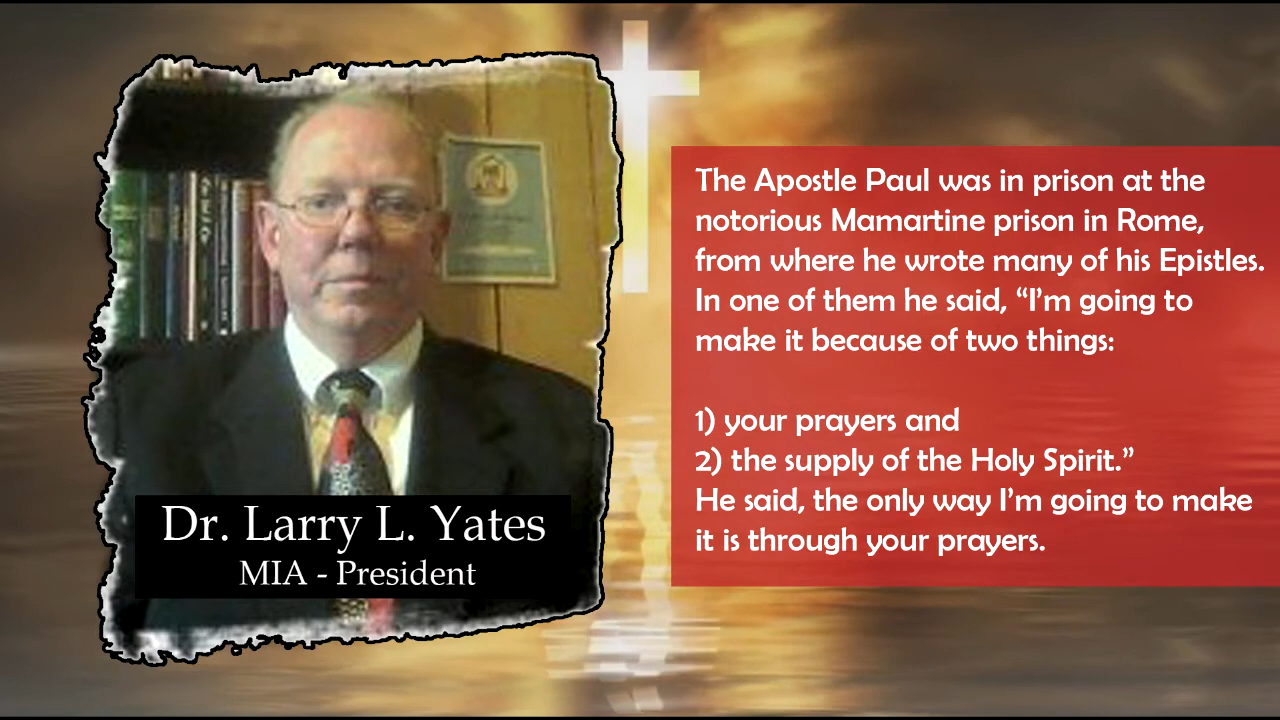 The Apostle Paul was in prison at the
notorious Mamartine prison in Rome,
from where he wrote many of his Epistles.
In one of them he said, “I’m going to
make it because of two things:
1) your prayers and
2) the supply of the Holy Spirit.”
He said, the only way I’m going to make
it is through your prayers.
Dr. Larry L. Yates
MIA - President